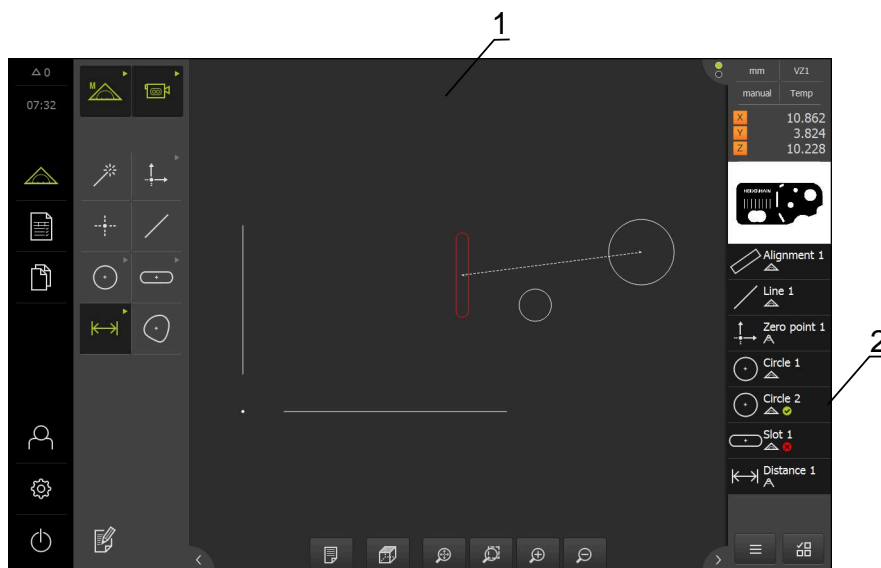 1
0
07:32
M
mm VZ1
manual Temp
X 10.862
Y 3.824
Z 10.228
HEIDENHAIN
Alignment 1
Line 1
Zero point 1
Circle 1
2
Circle 2
Slot 1
Distance 1